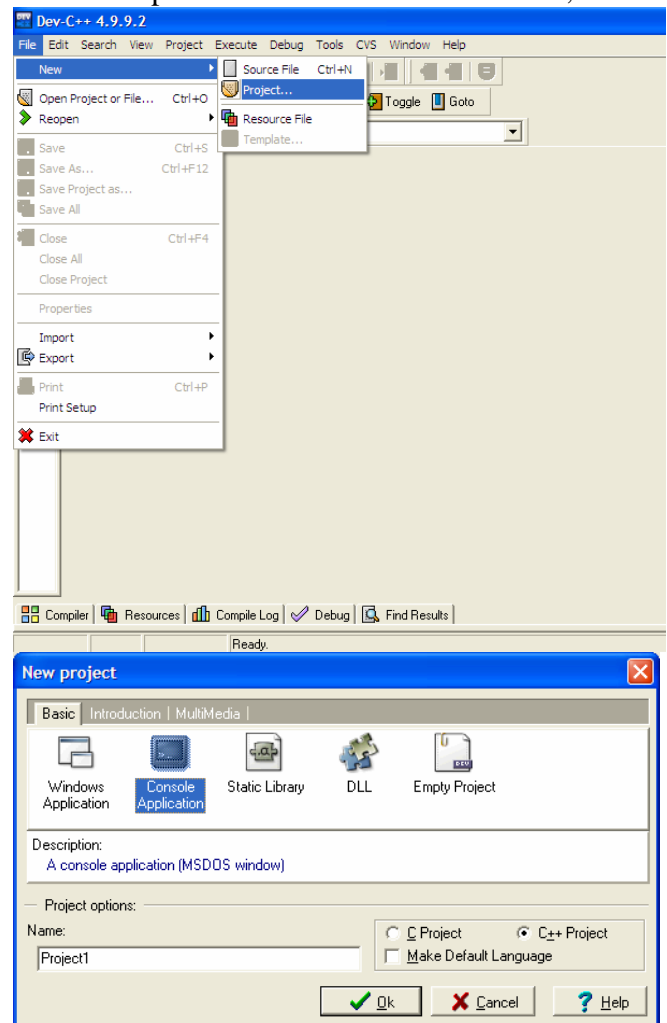 Dev-C++ 4.9.9.2
File Edit Search View Project Execute Debug Tools CVS Window Help
New
Source File Ctrl+N
Project...
Open Project or File... Ctrl+O
Toggle Goto
Reopen
Resource File
Save Ctrl+S
Template...
Save As... Ctrl+F12
Save Project as...
Save All
Close Ctrl+F4
Close All
Close Project
Properties
Import
Export
Print Ctrl+P
Print Setup
Exit
Compiler Resources Compile Log Debug Find Results
Ready.
New project
Basic Introduction MultiMedia
Windows Application
Console Application
Static Library
DLL
Empty Project
Description:
A console application (MSDOS window)
Project options:
Name:
C Project C++ Project
Project1
Make Default Language
Ok Cancel Help